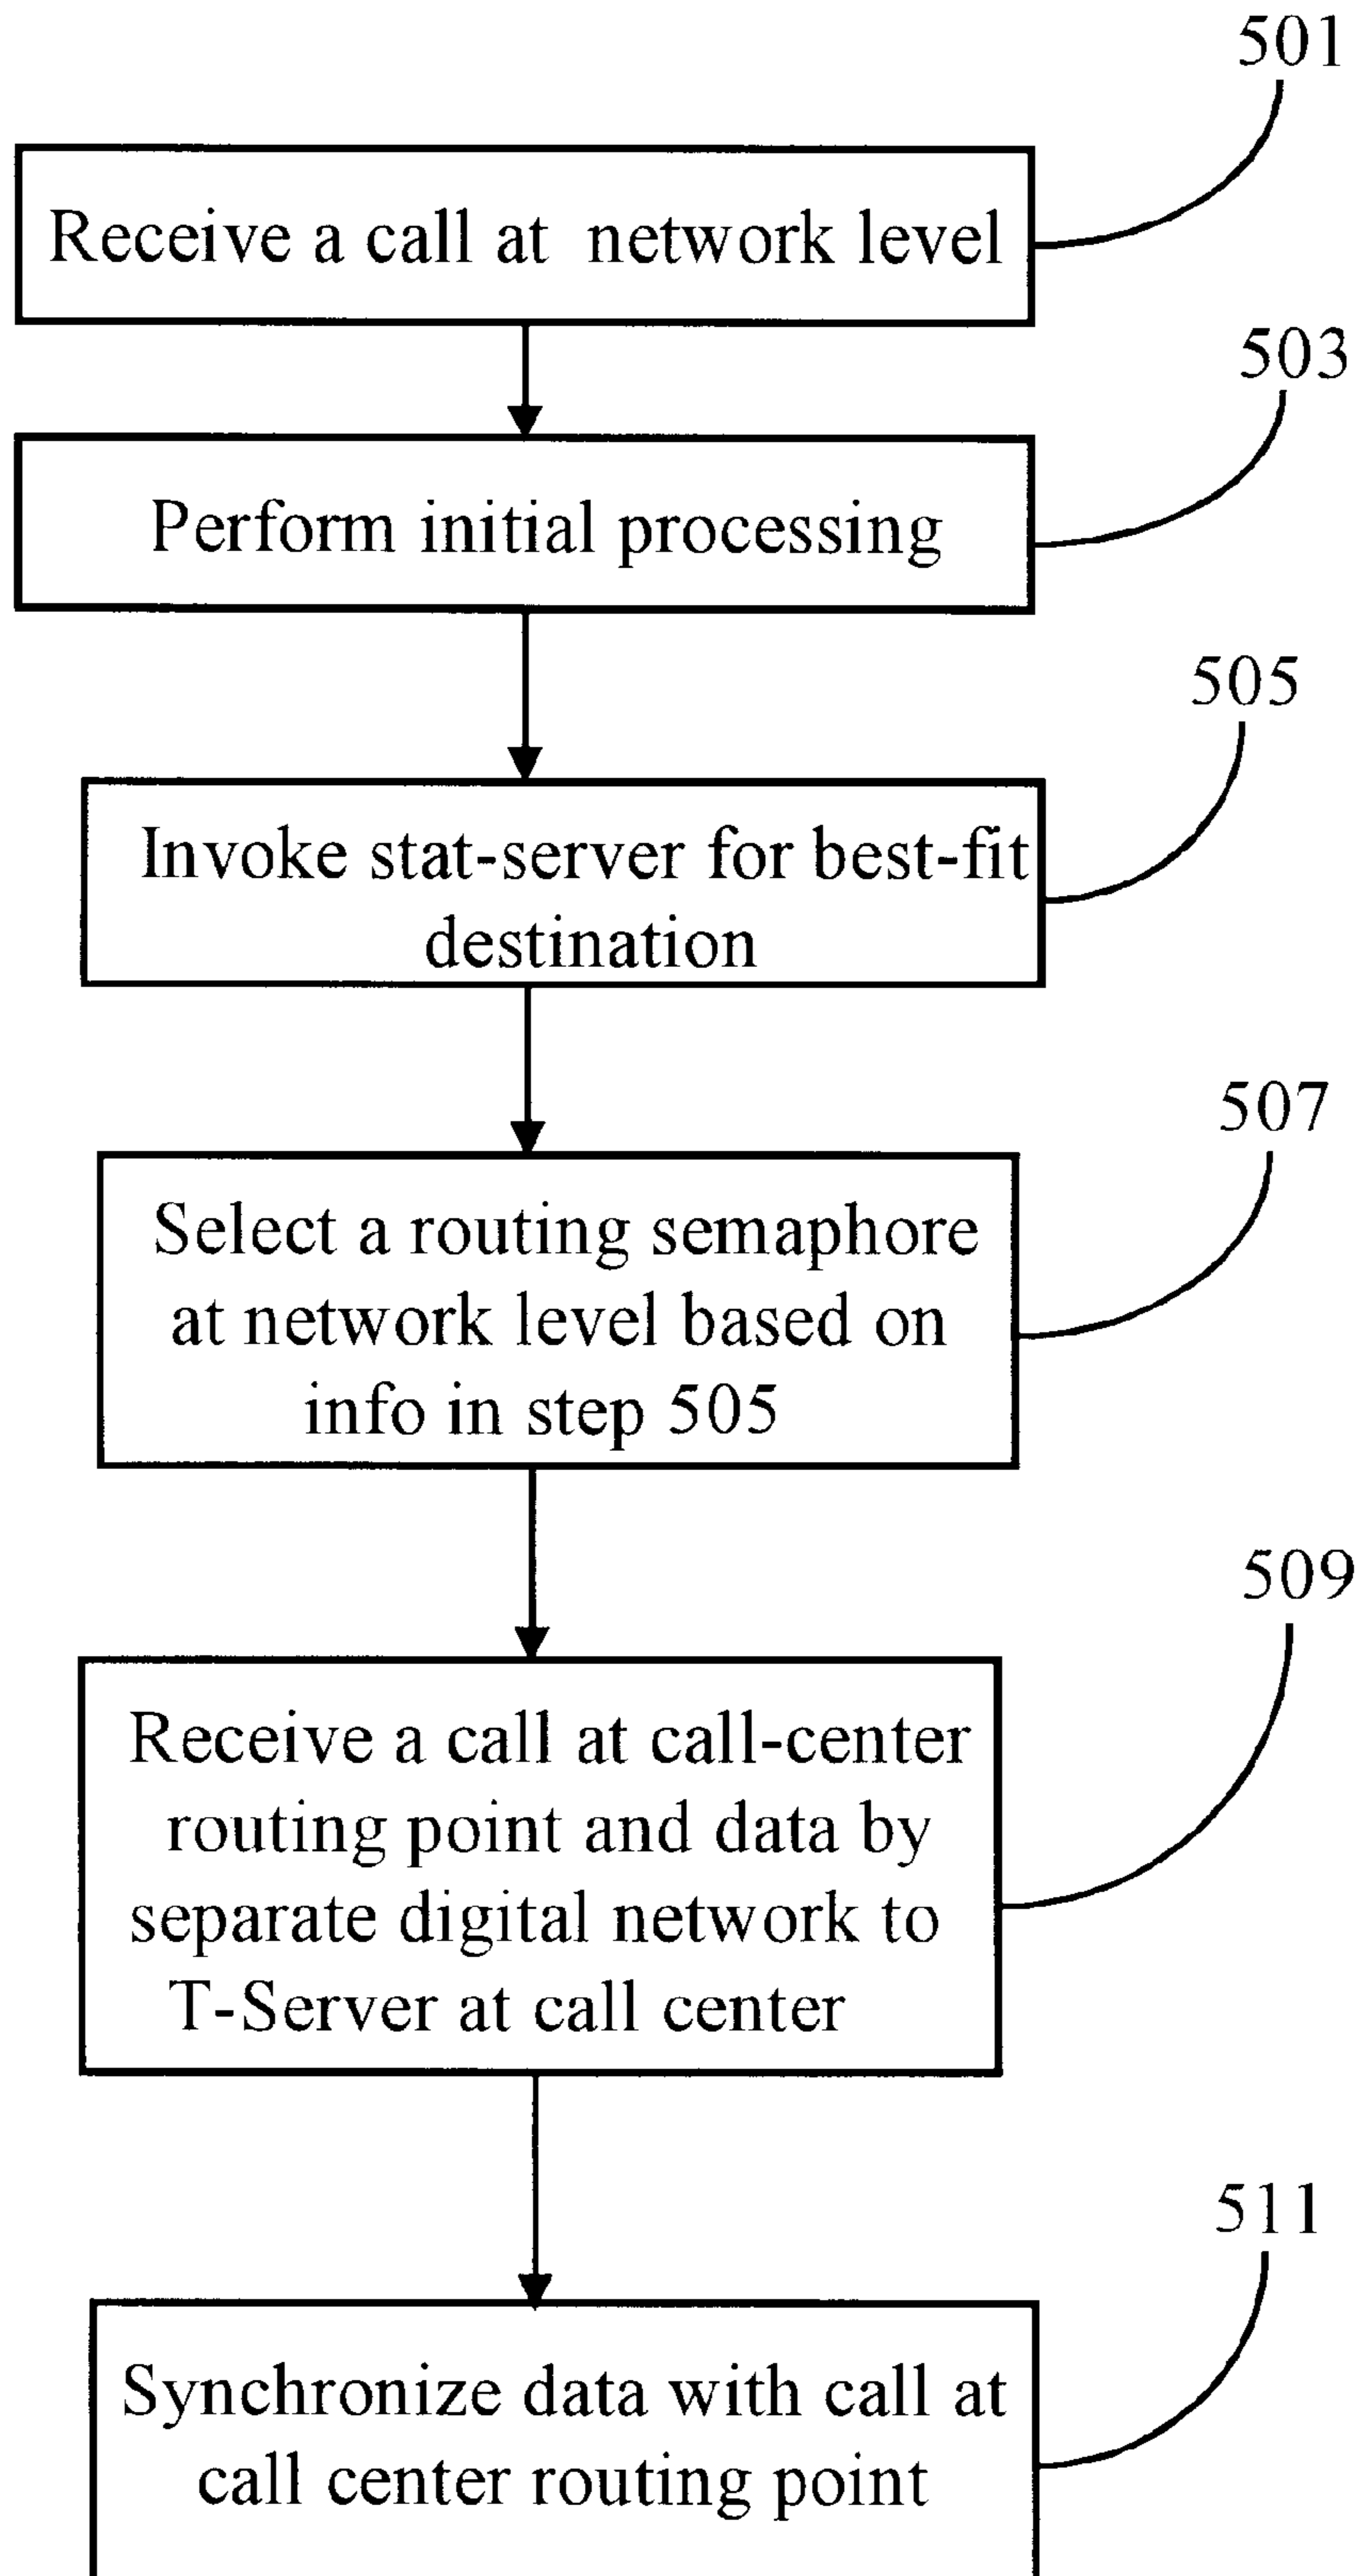 501
Receive a call at network level
503
Perform initial processing
505
Invoke stat-server for best-fit
destination
507
Select a routing semaphore
at network level based on
info in step 505
509
Receive a call at call-center
routing point and data by
separate digital network to
T-Server at call center
511
Synchronize data with call at
call center routing point